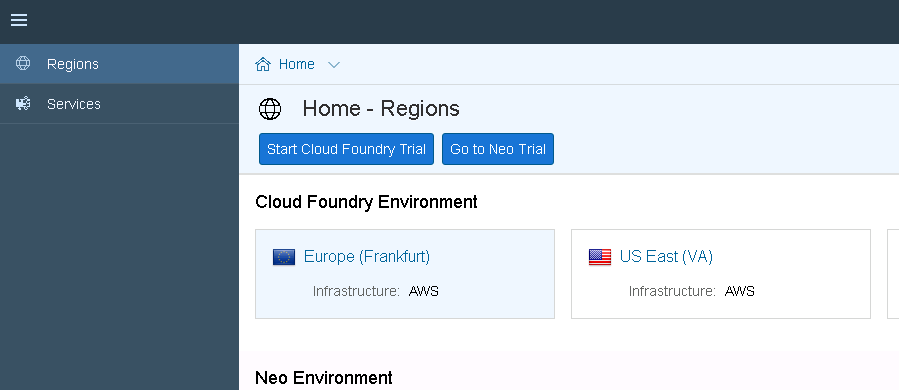 Regions
Services
Home
Home - Regions
Start Cloud Foundry Trial Go to Neo Trial
Cloud Foundry Environment
Europe (Frankfurt) US East (VA)
Infrastructure: AWS Infrastructure: AWS
Neo Environment